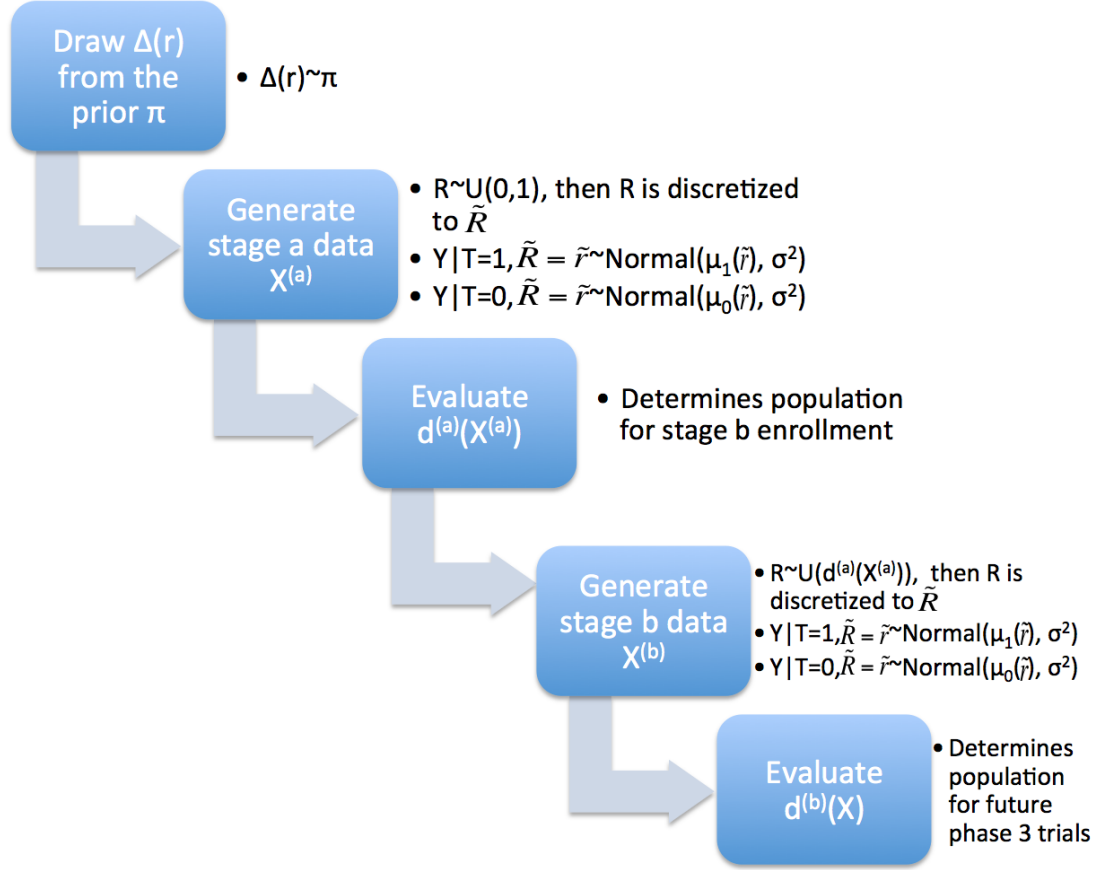 Draw Δ(r)
from the
prior π
• Δ(r)~π
Generate
stage a data
X⁽ᵃ⁾
• R~U(0,1), then R is discretized
to R̃
• Y|T=1, R̃ = r̃~Normal(μ₁(r̃), σ²)
• Y|T=0, R̃ = r̃~Normal(μ₀(r̃), σ²)
Evaluate
d⁽ᵃ⁾(X⁽ᵃ⁾)
• Determines population
for stage b enrollment
Generate
stage b data
X⁽ᵇ⁾
• R~U(d⁽ᵃ⁾(X⁽ᵃ⁾)), then R is
discretized to R̃
• Y|T=1,R̃ = r̃~Normal(μ₁(r̃), σ²)
• Y|T=0,R̃ = r̃~Normal(μ₀(r̃), σ²)
Evaluate
d⁽ᵇ⁾(X)
• Determines
population
for future
phase 3 trials